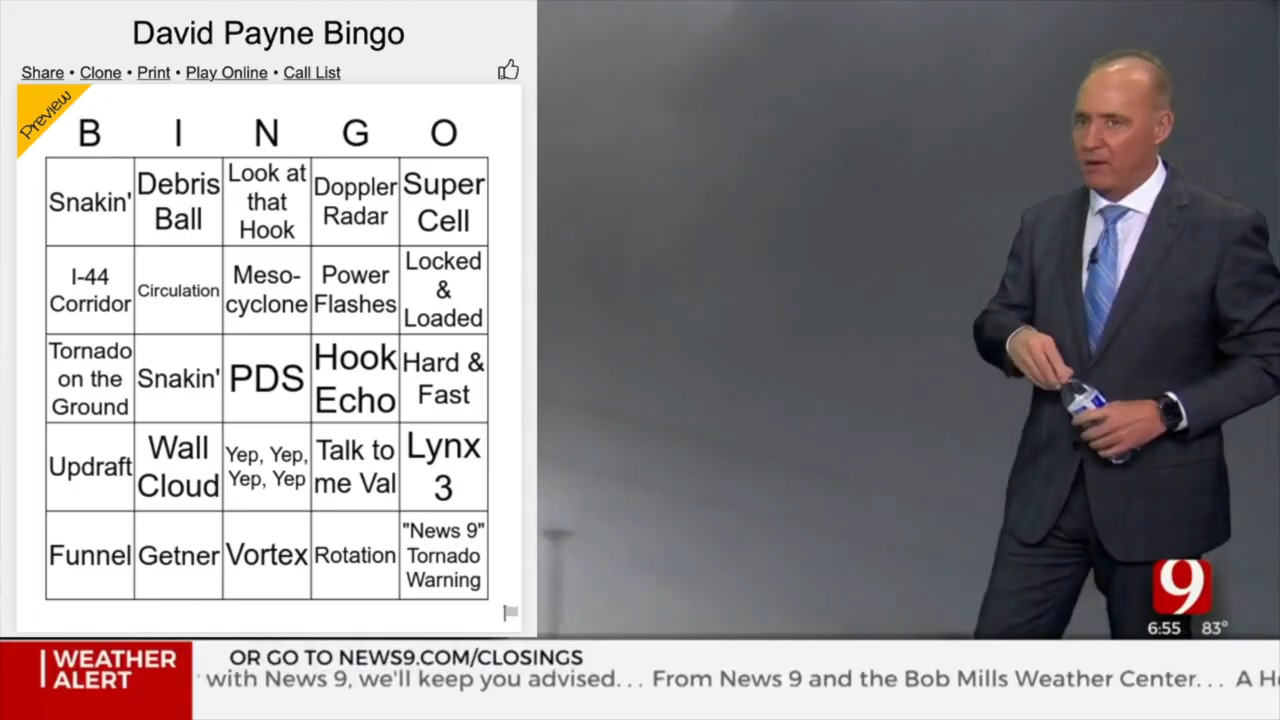 David Payne Bingo
Share • Clone • Print • Play Online • Call List
Preview
B I N G O
Snakin'
Debris
Ball
Look at
that
Hook
Doppler
Radar
Super
Cell
I-44
Corridor
Circulation
Meso-
cyclone
Power
Flashes
Locked
&
Loaded
Tornado
on the
Ground
Snakin'
PDS
Hook
Echo
Hard &
Fast
Updraft
Wall
Cloud
Yep, Yep,
Yep, Yep
Talk to
me Val
Lynx
3
Funnel
Getner
Vortex
Rotation
"News 9"
Tornado
Warning
9
6:55 83°
WEATHER
ALERT
OR GO TO NEWS9.COM/CLOSINGS
with News 9, we'll keep you advised... From News 9 and the Bob Mills Weather Center... A